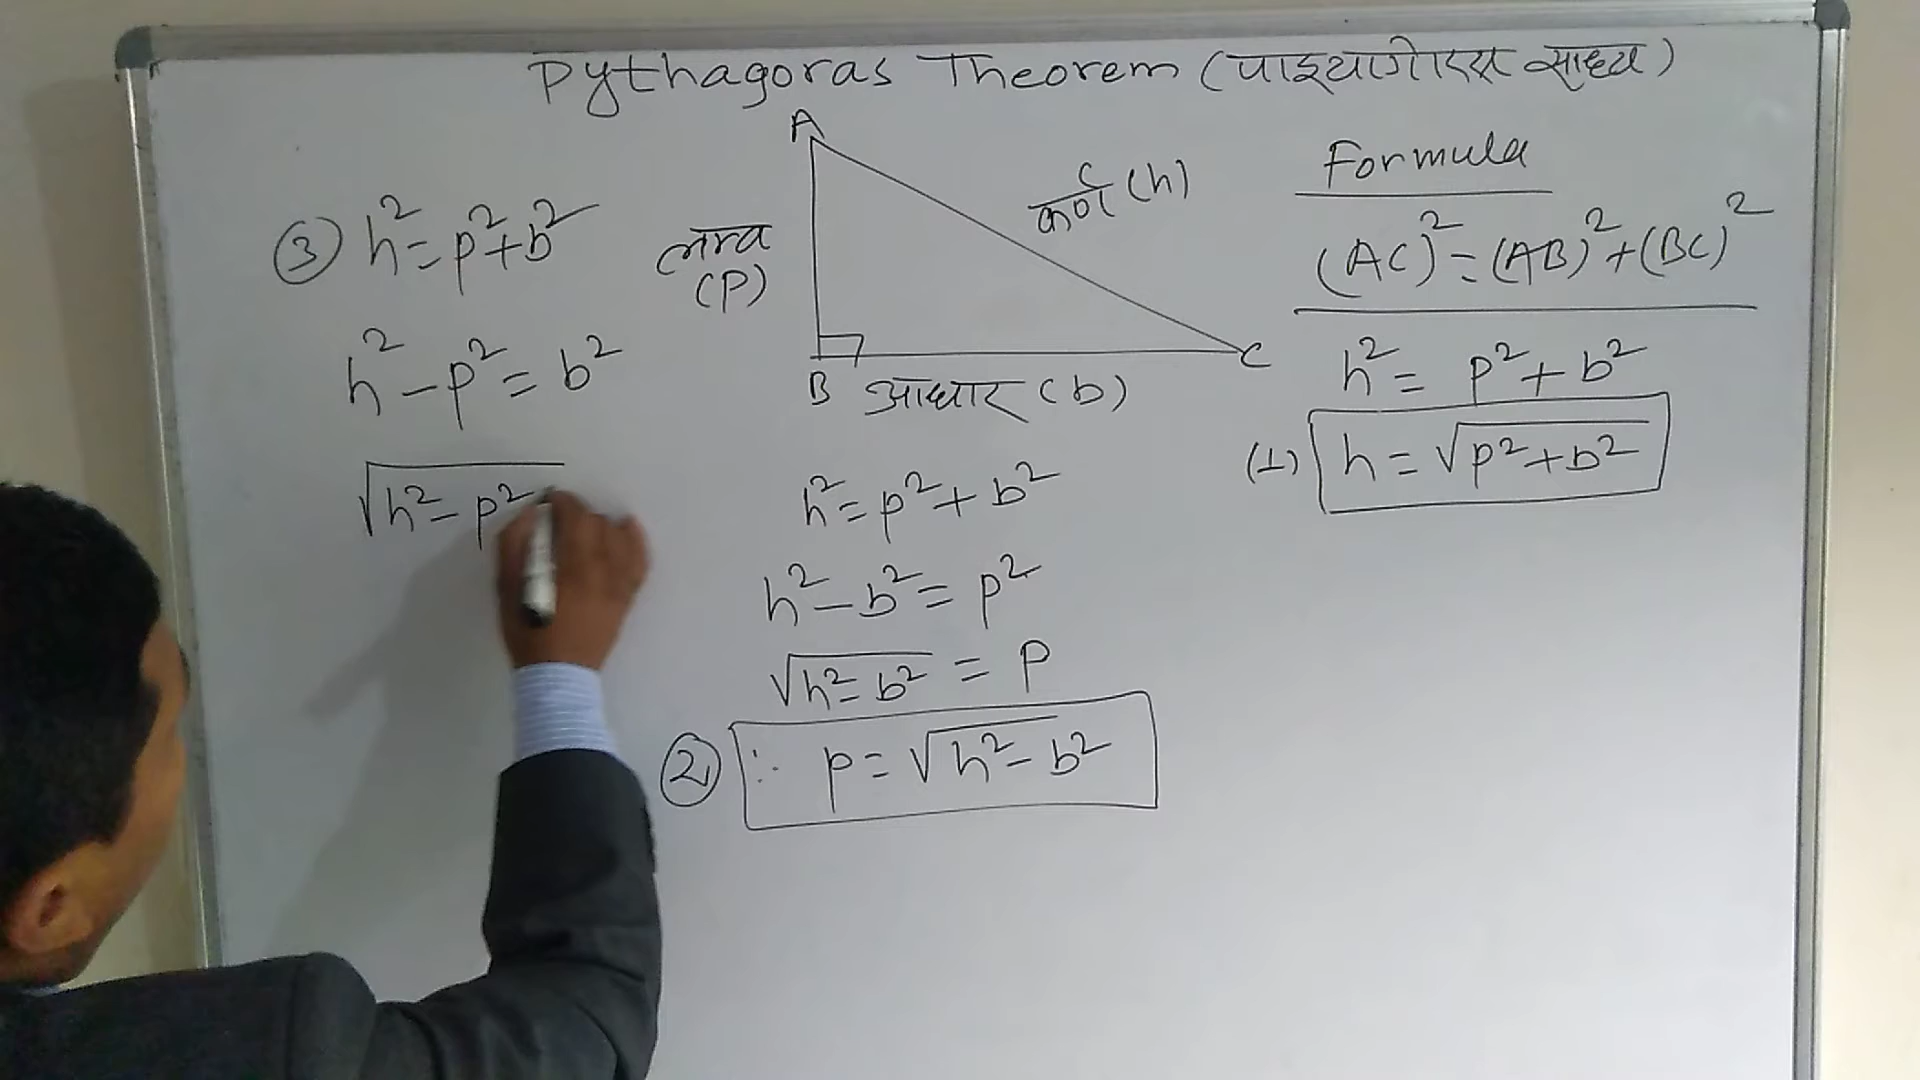 Pythagoras Theorem (पाइथागोरस साध्य)
A
लम्व
(P)
कर्ण (h)
B
C
आधार (b)
Formula
(AC)² = (AB)² + (BC)²
h² = p² + b²
(1) h = √p² + b²
h² = p² + b²
h² - b² = p²
√h² - b² = P
② ∴ p = √h² - b²
③ h² = p² + b²
h² - p² = b²
√h² - p²